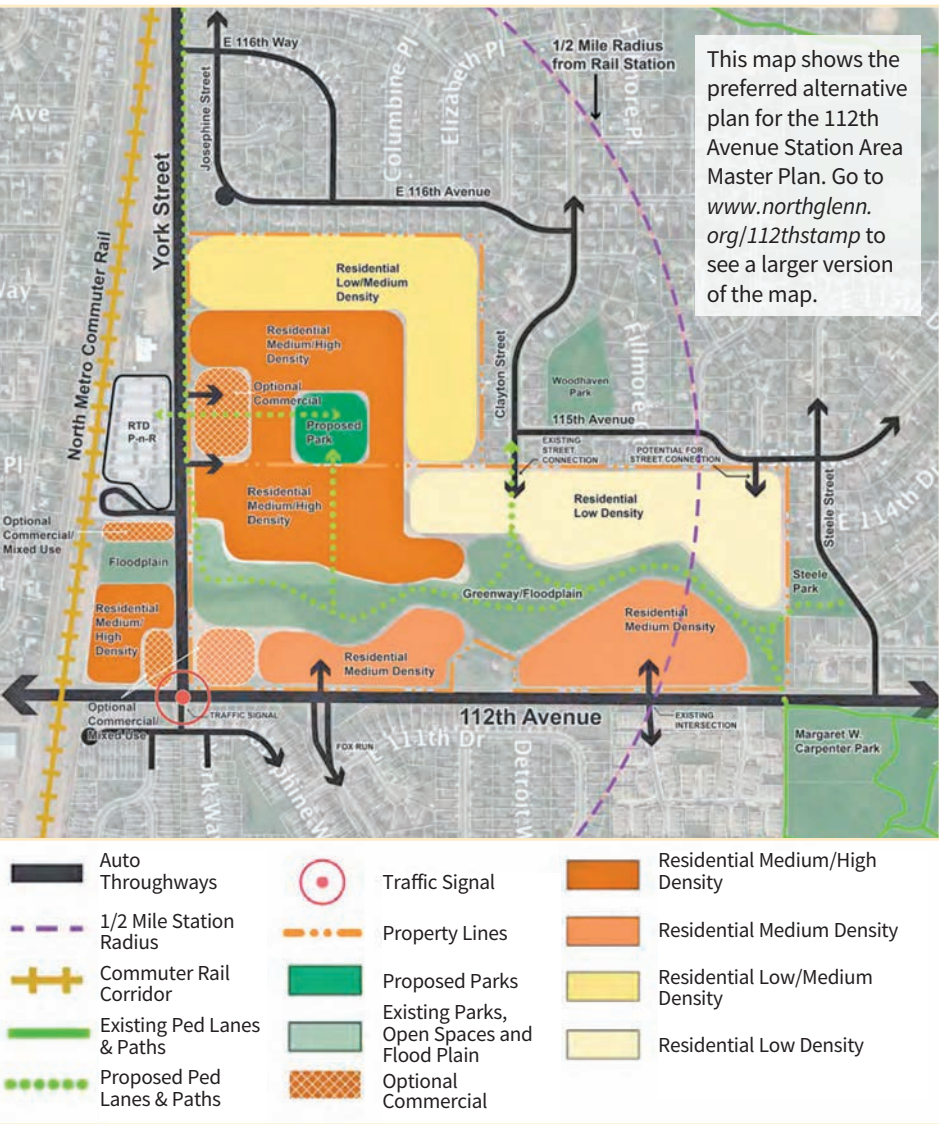 E 116th Way
1/2 Mile Radius
from Rail Station
This map shows the
preferred alternative
plan for the 112th
Avenue Station Area
Master Plan. Go to
www.northglenn.
org/112thstamp to
see a larger version
of the map.
Ave
Josephine Street
Columbine Pl
Elizabeth Pl
York Street
E 116th Avenue
North Metro Commuter Rail
Residential
Low/Medium
Density
Residential
Medium/High
Density
Optional
Commercial
Proposed
Park
Clayton Street
Woodhaven
Park
115th Avenue
RTD
P-n-R
Pl
EXISTING
STREET
CONNECTION
POTENTIAL FOR
STREET CONNECTION
Residential
Medium/High
Density
Residential
Low Density
Steele Street
E 114th Dr
Optional
Commercial/
Mixed Use
Floodplain
Steele
Park
Greenway/Floodplain
Residential
Medium/
High
Density
Residential
Medium Density
Residential
Medium Density
Optional
Commercial/
Mixed Use
TRAFFIC SIGNAL
112th Avenue
EXISTING
INTERSECTION
FOX RUN
111th Dr
Margaret W.
Carpenter Park
Auto
Throughways
1/2 Mile Station
Radius
Commuter Rail
Corridor
Existing Ped Lanes
& Paths
Proposed Ped
Lanes & Paths
Traffic Signal
Property Lines
Proposed Parks
Existing Parks,
Open Spaces and
Flood Plain
Optional
Commercial
Residential Medium/High
Density
Residential Medium Density
Residential Low/Medium
Density
Residential Low Density